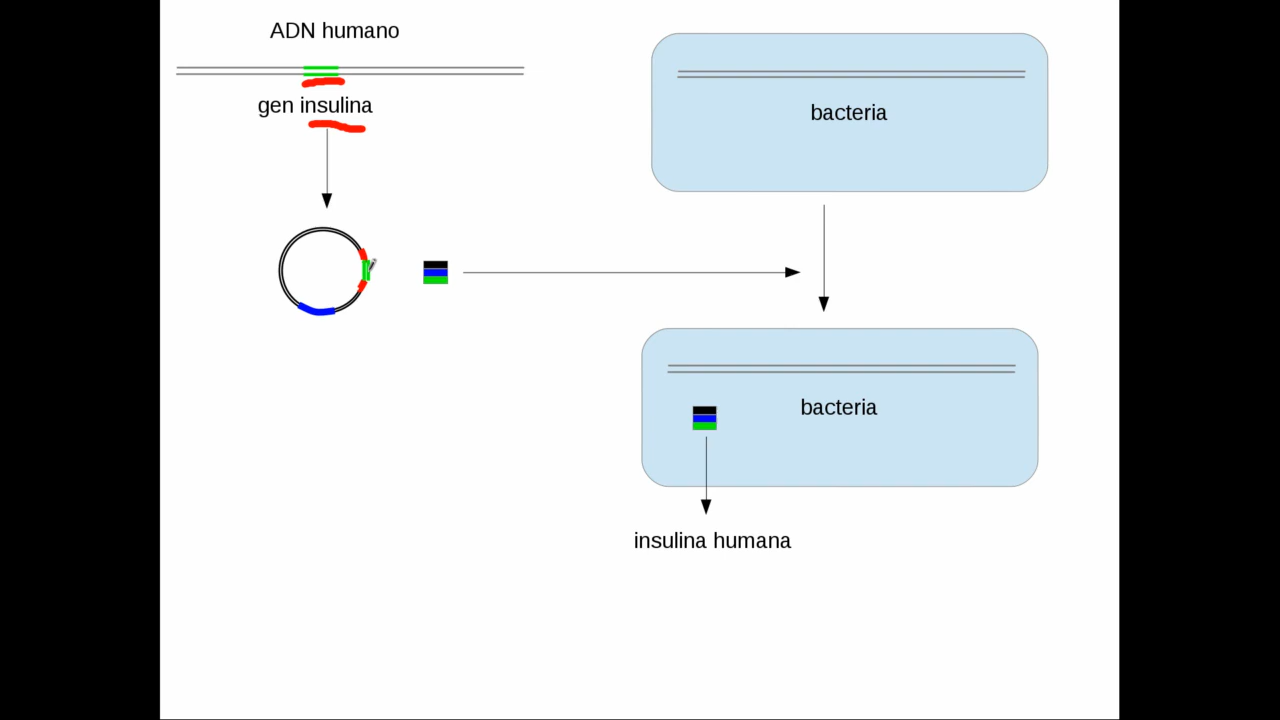 ADN humano
gen insulina
bacteria
bacteria
insulina humana